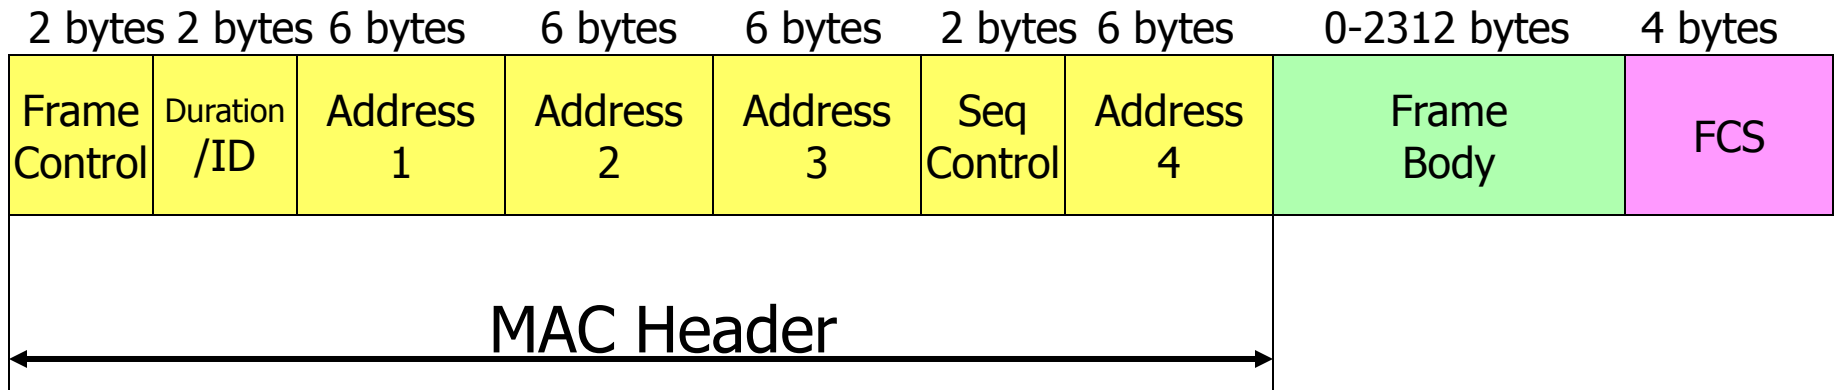 2 bytes 2 bytes 6 bytes 6 bytes 6 bytes 2 bytes 6 bytes 0-2312 bytes 4 bytes
Frame
Control
Duration
/ID
Address
1
Address
2
Address
3
Seq
Control
Address
4
Frame
Body
FCS
MAC Header